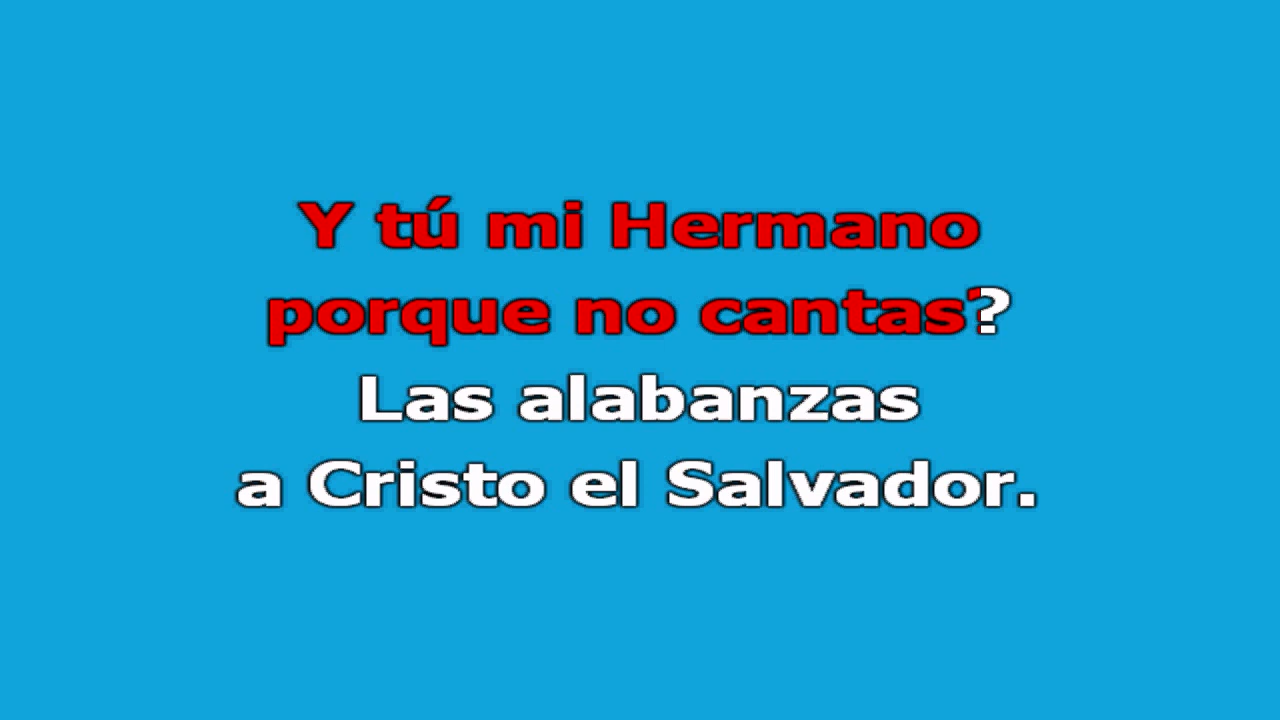 Y tú mi Hermano
porque no cantas?
Las alabanzas
a Cristo el Salvador.